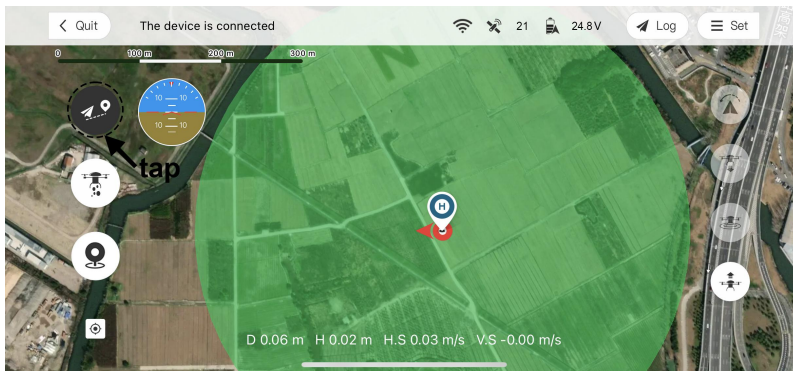 Quit
The device is connected
21
24.8 V
Log
Set
0 100 m 200 m 300 m
N
10 10
10 10
tap
H
D 0.06 m H 0.02 m H.S 0.03 m/s V.S -0.00 m/s